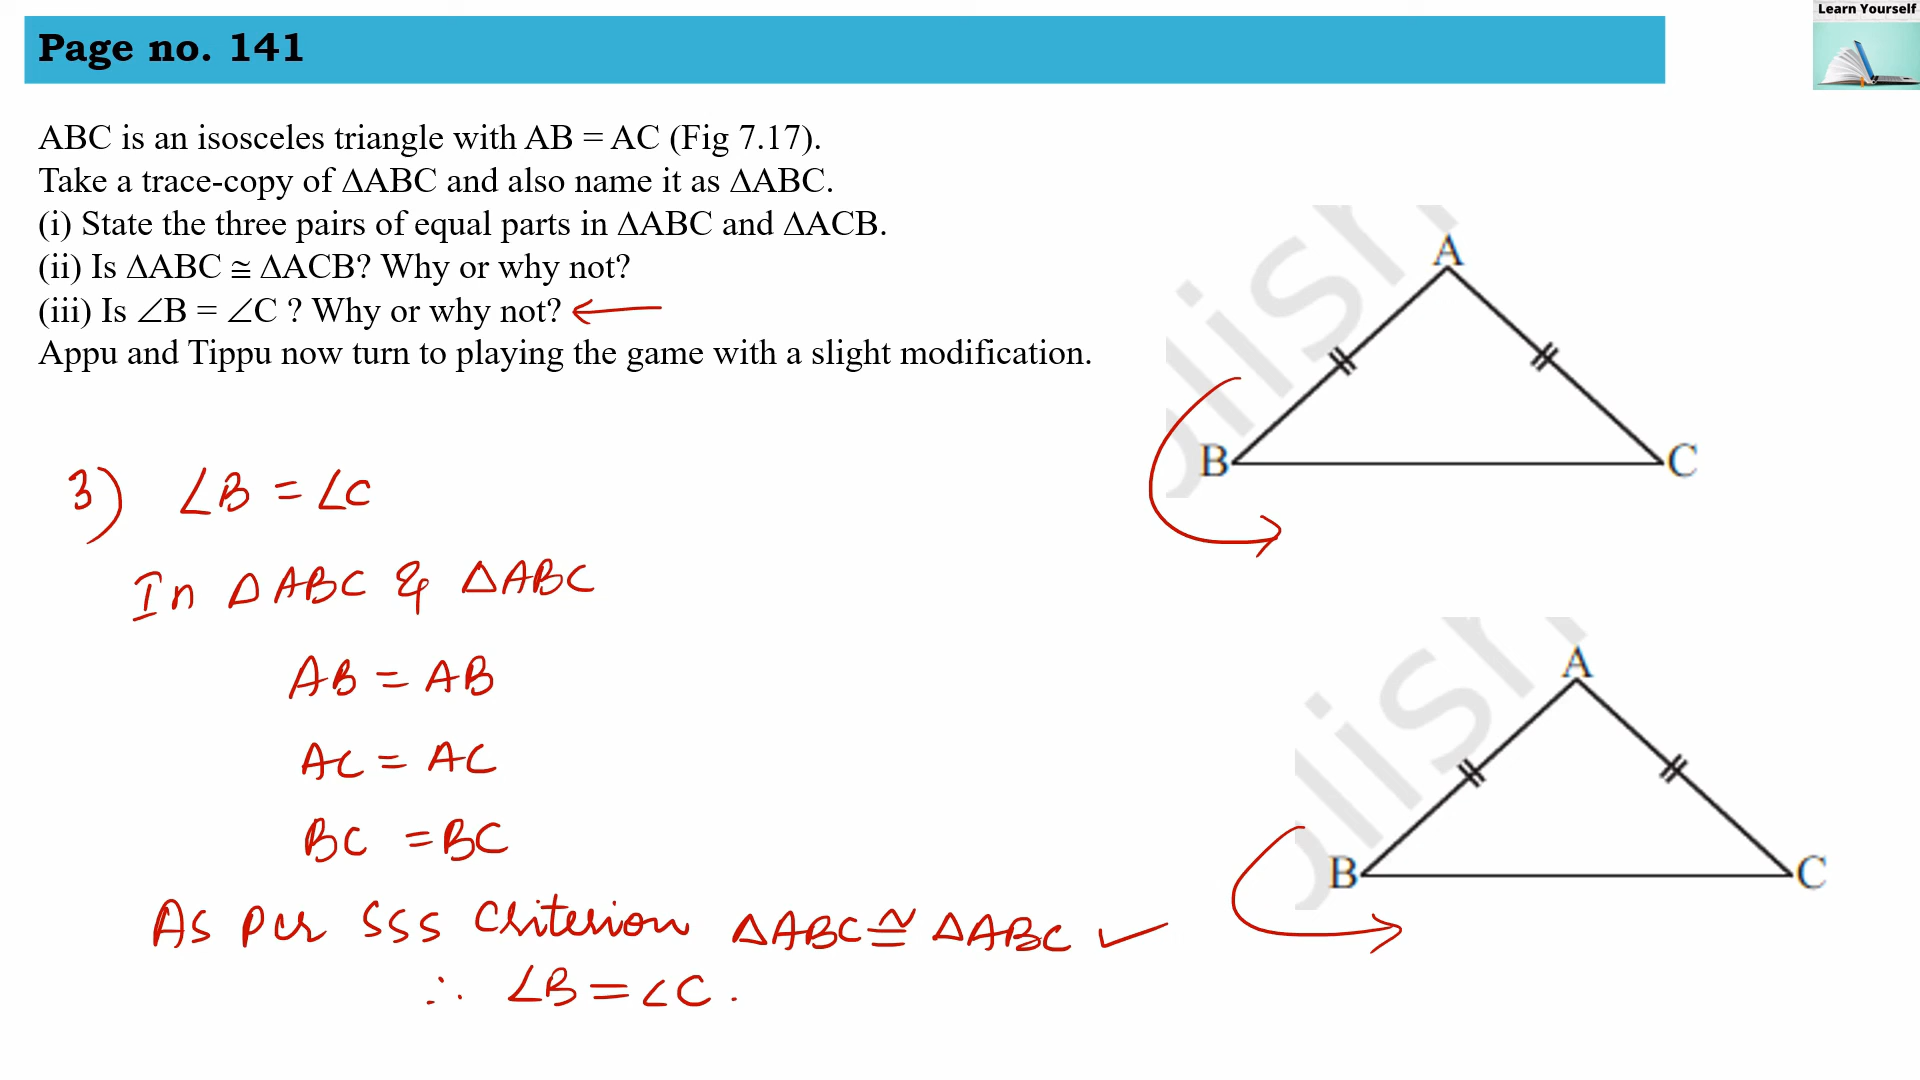 Learn Yourself
Page no. 141
ABC is an isosceles triangle with AB = AC (Fig 7.17).
Take a trace-copy of ΔABC and also name it as ΔABC.
(i) State the three pairs of equal parts in ΔABC and ΔACB.
(ii) Is ΔABC ≅ ΔACB? Why or why not?
(iii) Is ∠B = ∠C ? Why or why not?
Appu and Tippu now turn to playing the game with a slight modification.
A
B
C
3) ∠B = ∠C
In ΔABC & ΔABC
AB = AB
AC = AC
BC = BC
As per SSS Criterion ΔABC ≅ ΔABC ✓
∴ ∠B = ∠C.
A
B
C